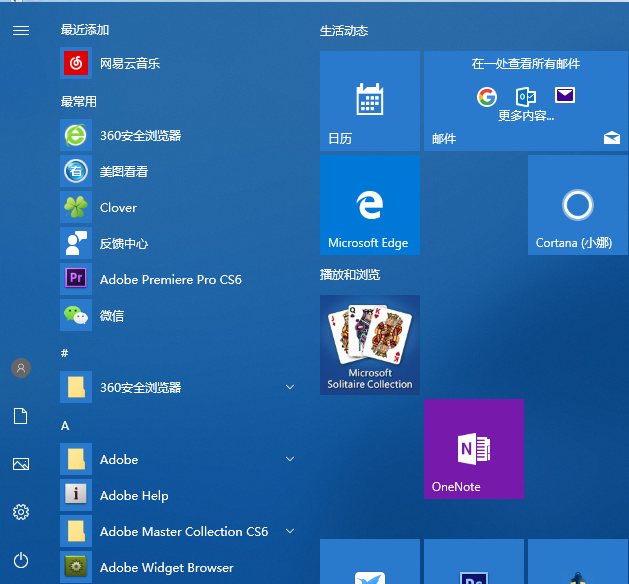 最近添加
网易云音乐
最常用
360安全浏览器
美图看看
Clover
反馈中心
Adobe Premiere Pro CS6
微信
#
360安全浏览器
A
Adobe
Adobe Help
Adobe Master Collection CS6
Adobe Widget Browser
生活动态
日历
在一处查看所有邮件
更多内容...
邮件
Microsoft Edge
Cortana (小娜)
播放和浏览
Microsoft
Solitaire Collection
OneNote